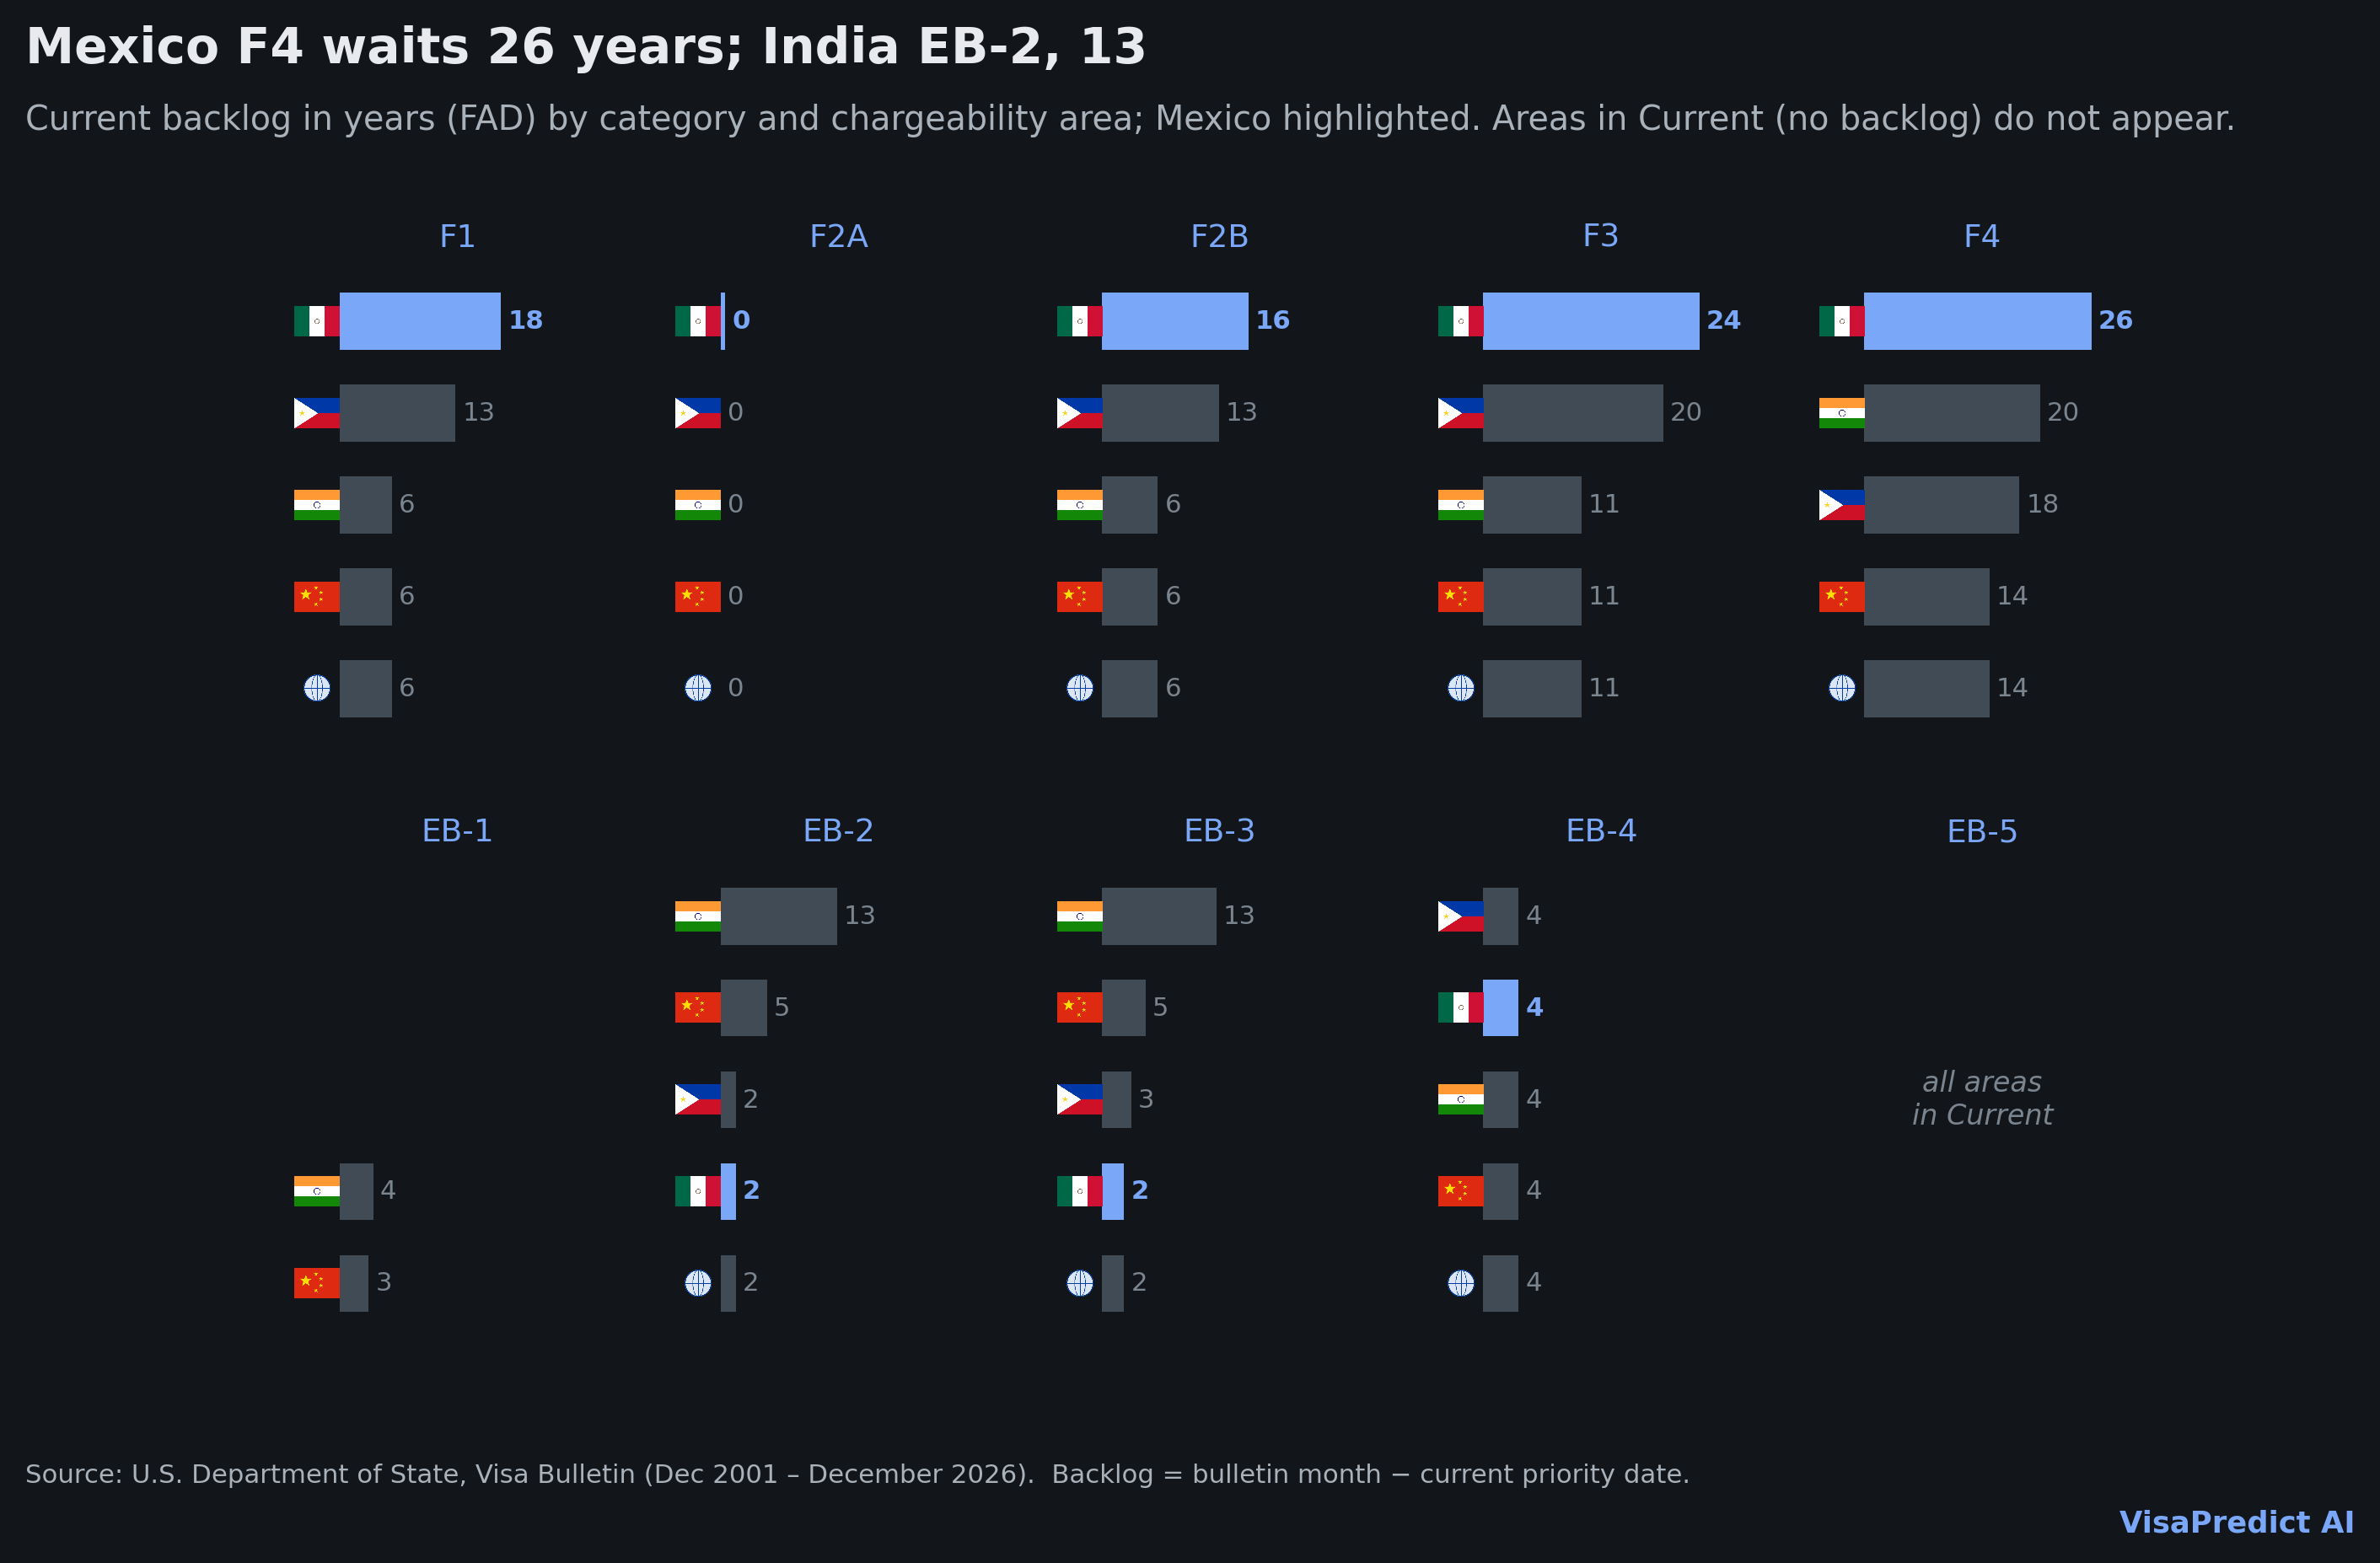 Mexico F4 waits 26 years; India EB-2, 13
Current backlog in years (FAD) by category and chargeability area; Mexico highlighted. Areas in Current (no backlog) do not appear.
F1 F2A F2B F3 F4
18 0 16 24 26
13 0 13 20 20
6 0 6 11 18
6 0 6 11 14
6 0 6 11 14
EB-1 EB-2 EB-3 EB-4 EB-5
13 13 4
5 5 4
2 3 4
all areas
in Current
4 2 2 4
3 2 2 4
Source: U.S. Department of State, Visa Bulletin (Dec 2001 – December 2026).  Backlog = bulletin month − current priority date.
VisaPredict AI